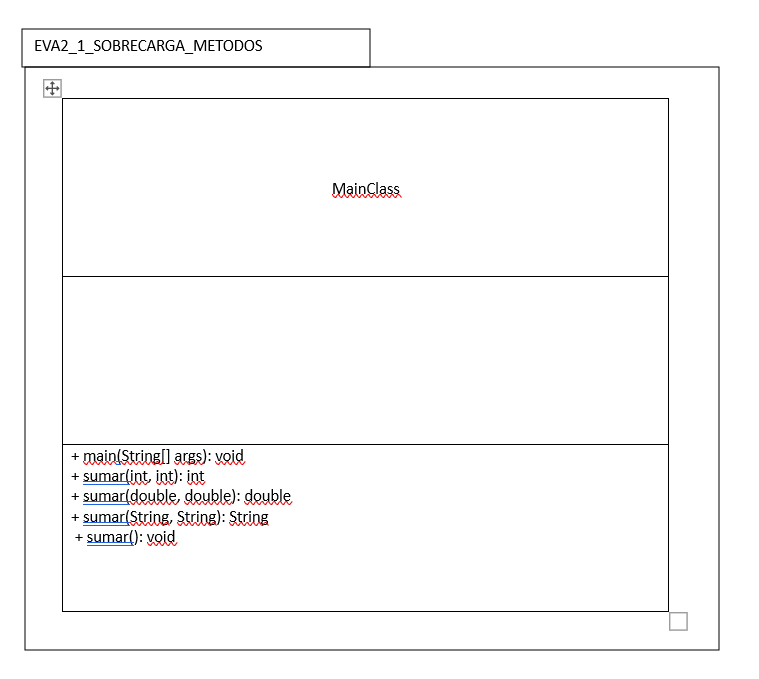 EVA2_1_SOBRECARGA_METODOS
MainClass
+ main(String[] args): void
+ sumar(int, int): int
+ sumar(double, double): double
+ sumar(String, String): String
+ sumar(): void